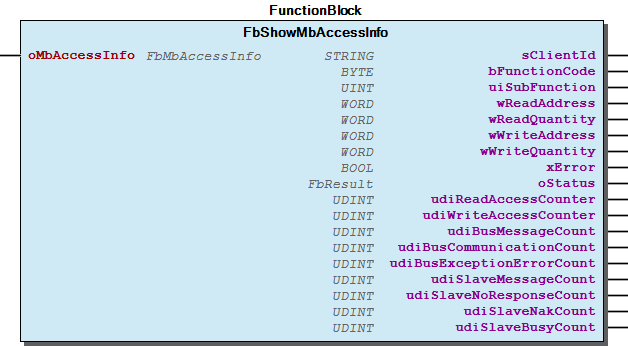 FunctionBlock
FbShowMbAccessInfo
oMbAccessInfo FbMbAccessInfo STRING sClientId
BYTE bFunctionCode
UINT uiSubFunction
WORD wReadAddress
WORD wReadQuantity
WORD wWriteAddress
WORD wWriteQuantity
BOOL xError
FbResult oStatus
UDINT udiReadAccessCounter
UDINT udiWriteAccessCounter
UDINT udiBusMessageCount
UDINT udiBusCommunicationCount
UDINT udiBusExceptionErrorCount
UDINT udiSlaveMessageCount
UDINT udiSlaveNoResponseCount
UDINT udiSlaveNakCount
UDINT udiSlaveBusyCount